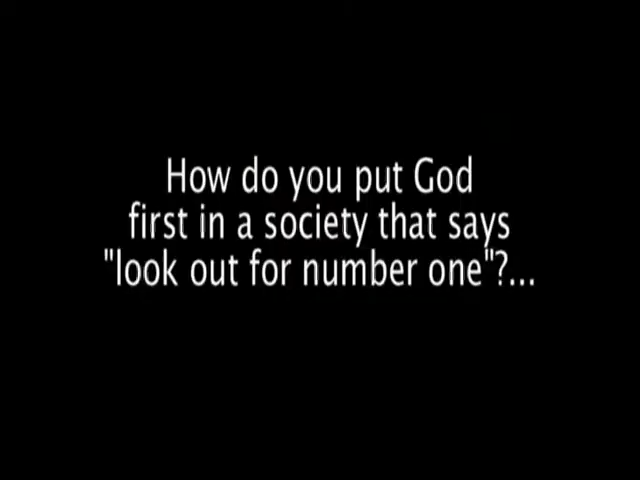 How do you put God
first in a society that says
"look out for number one"?...